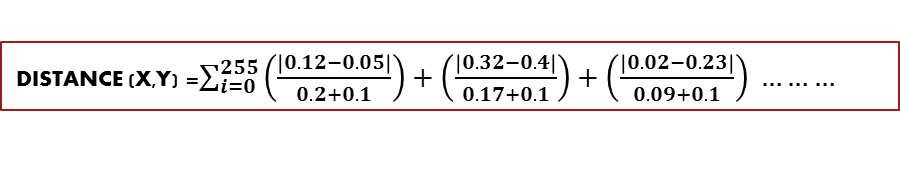 DISTANCE (X,Y) =∑_{i=0}^{255} (|0.12−0.05| / 0.2+0.1) + (|0.32−0.4| / 0.17+0.1) + (|0.02−0.23| / 0.09+0.1) ... ... ...